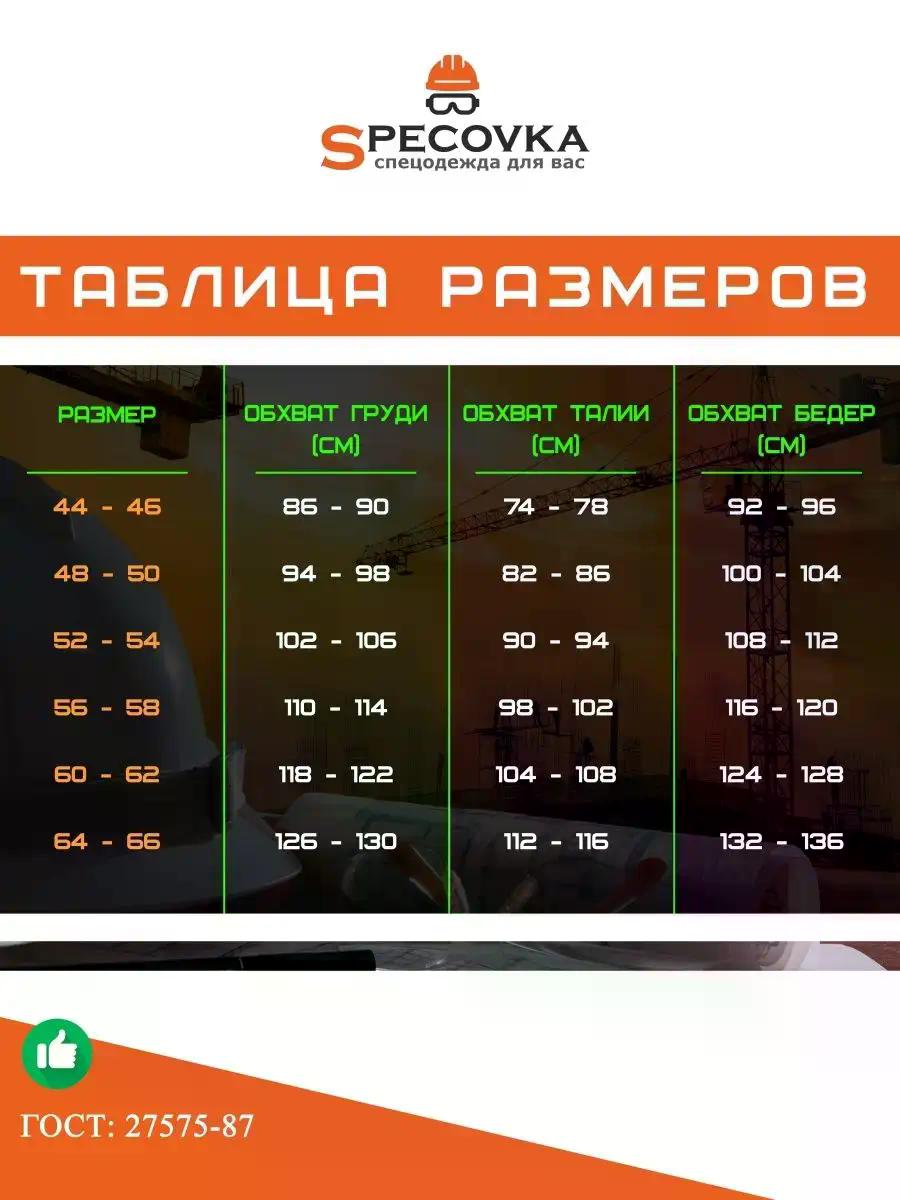 SPECOVKA
спецодежда для вас
ТАБЛИЦА РАЗМЕРОВ
РАЗМЕР ОБХВАТ ГРУДИ (СМ) ОБХВАТ ТАЛИИ (СМ) ОБХВАТ БЕДЕР (СМ)
44 - 46 86 - 90 74 - 78 92 - 96
48 - 50 94 - 98 82 - 86 100 - 104
52 - 54 102 - 106 90 - 94 108 - 112
56 - 58 110 - 114 98 - 102 116 - 120
60 - 62 118 - 122 104 - 108 124 - 128
64 - 66 126 - 130 112 - 116 132 - 136
ГОСТ: 27575-87